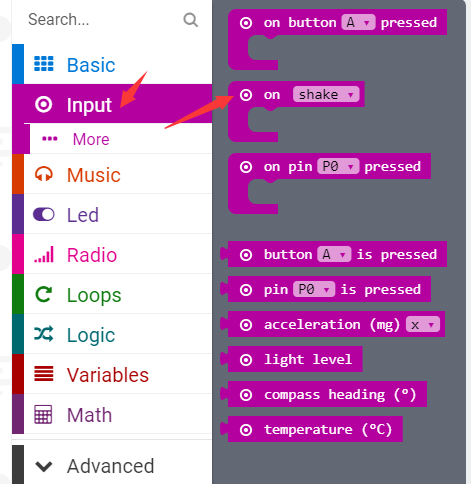 Search...
Basic
Input
More
Music
Led
Radio
Loops
Logic
Variables
Math
Advanced
on button A pressed
on shake
on pin P0 pressed
button A is pressed
pin P0 is pressed
acceleration (mg) x
light level
compass heading (°)
temperature (°C)